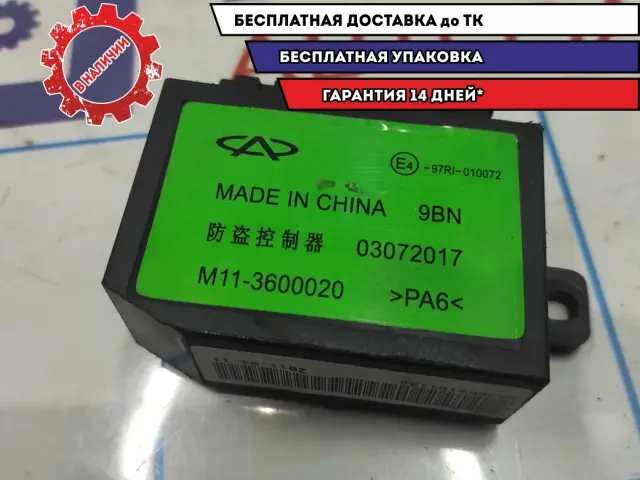 БЕСПЛАТНАЯ ДОСТАВКА до ТК
БЕСПЛАТНАЯ УПАКОВКА
ГАРАНТИЯ 14 ДНЕЙ*
В НАЛИЧИИ
E4 -97RI-010072
MADE IN CHINA 9BN
防盗控制器 03072017
M11-3600020 >PA6<